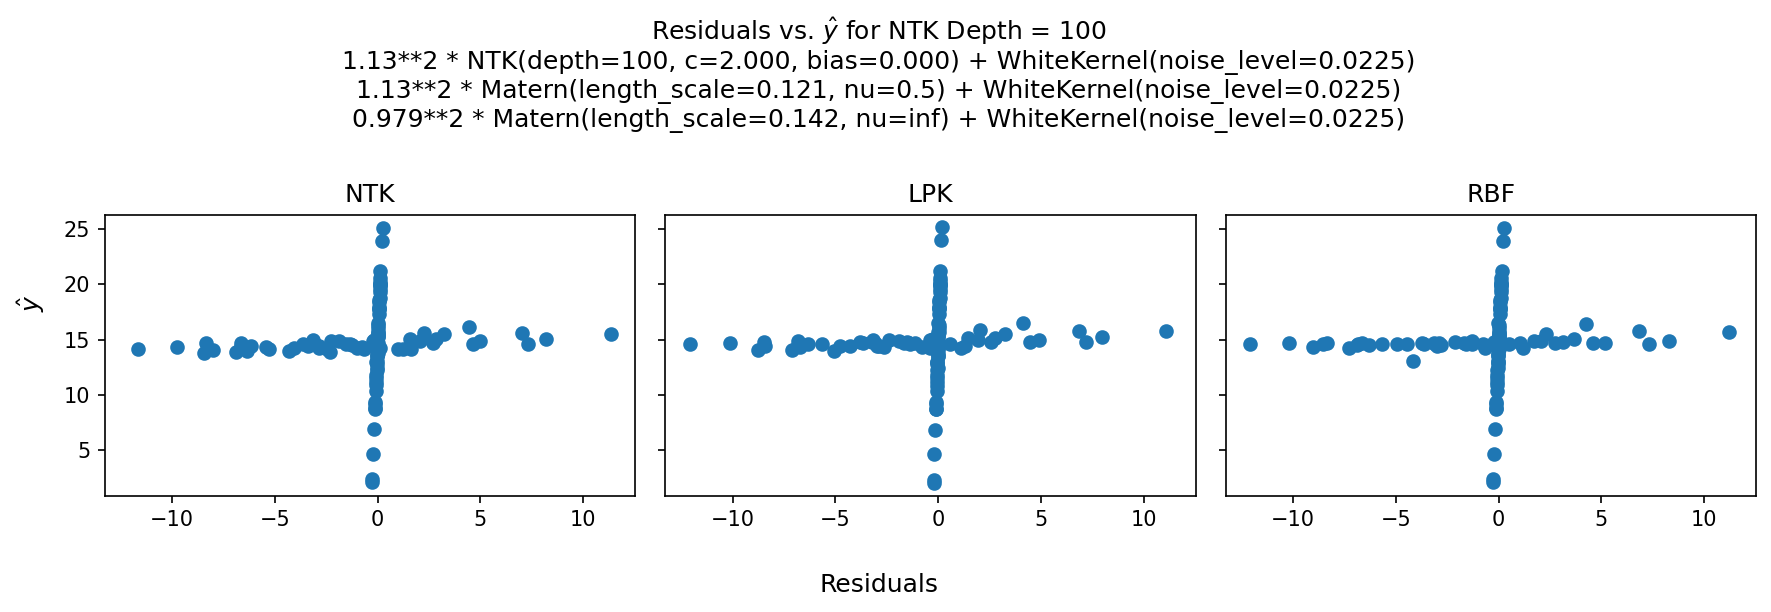 Residuals vs. ŷ for NTK Depth = 100
1.13**2 * NTK(depth=100, c=2.000, bias=0.000) + WhiteKernel(noise_level=0.0225)
1.13**2 * Matern(length_scale=0.121, nu=0.5) + WhiteKernel(noise_level=0.0225)
0.979**2 * Matern(length_scale=0.142, nu=inf) + WhiteKernel(noise_level=0.0225)
NTK LPK RBF
25
20
15
10
5
ŷ
−10 −5 0 5 10 −10 −5 0 5 10 −10 −5 0 5 10
Residuals